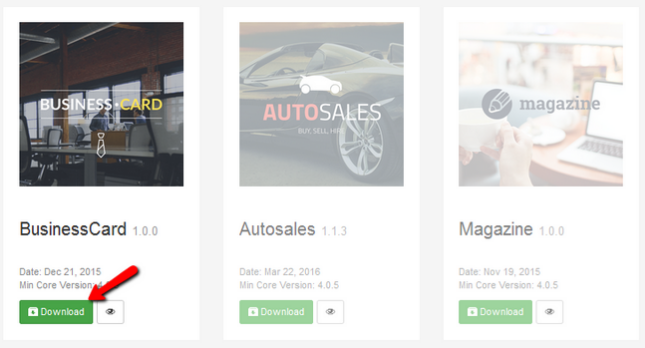 BUSINESS·CARD
BusinessCard 1.0.0
Date: Dec 21, 2015
Min Core Version:
Download
AUTOSALES
BUY. SELL. HIRE
Autosales 1.1.3
Date: Mar 22, 2016
Min Core Version: 4.0.5
Download
magazine
Magazine 1.0.0
Date: Nov 19, 2015
Min Core Version: 4.0.5
Download